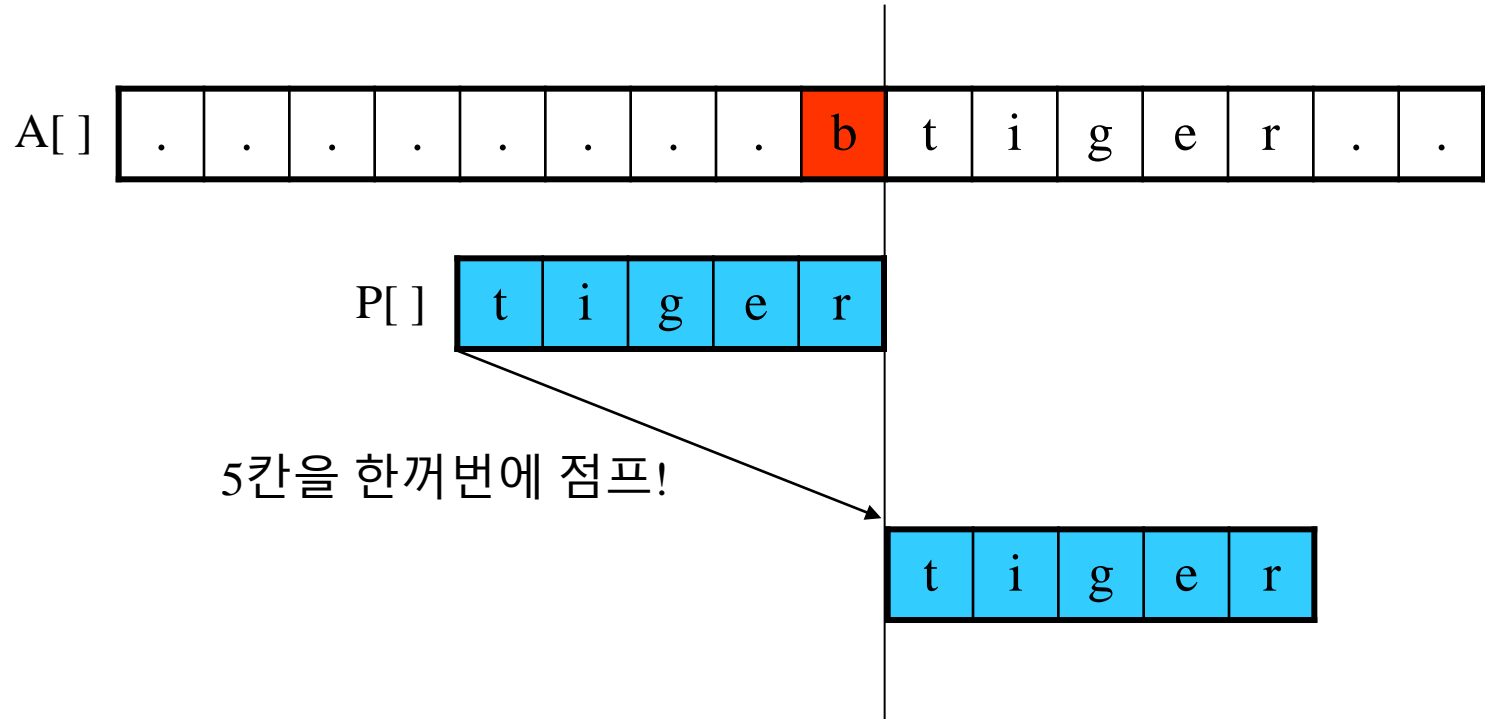 A[ ] . . . . . . . . b t i g e r . .
P[ ] t i g e r
5칸을 한꺼번에 점프!
t i g e r